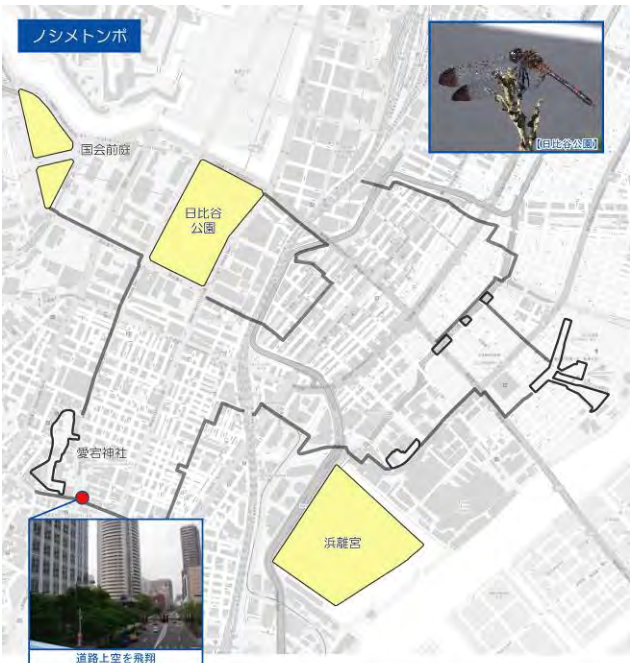 ノシメトンボ
【日比谷公園】
国会前庭
日比谷
公園
愛宕神社
浜離宮
道路上空を飛翔